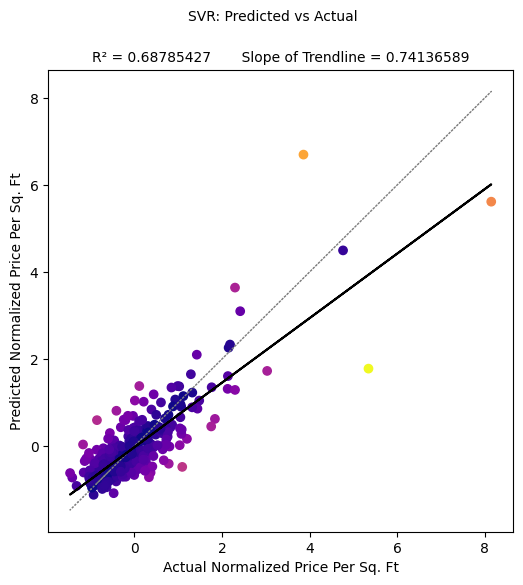 SVR: Predicted vs Actual
R² = 0.68785427 Slope of Trendline = 0.74136589
8
6
4
2
0
Predicted Normalized Price Per Sq. Ft
0 2 4 6 8
Actual Normalized Price Per Sq. Ft